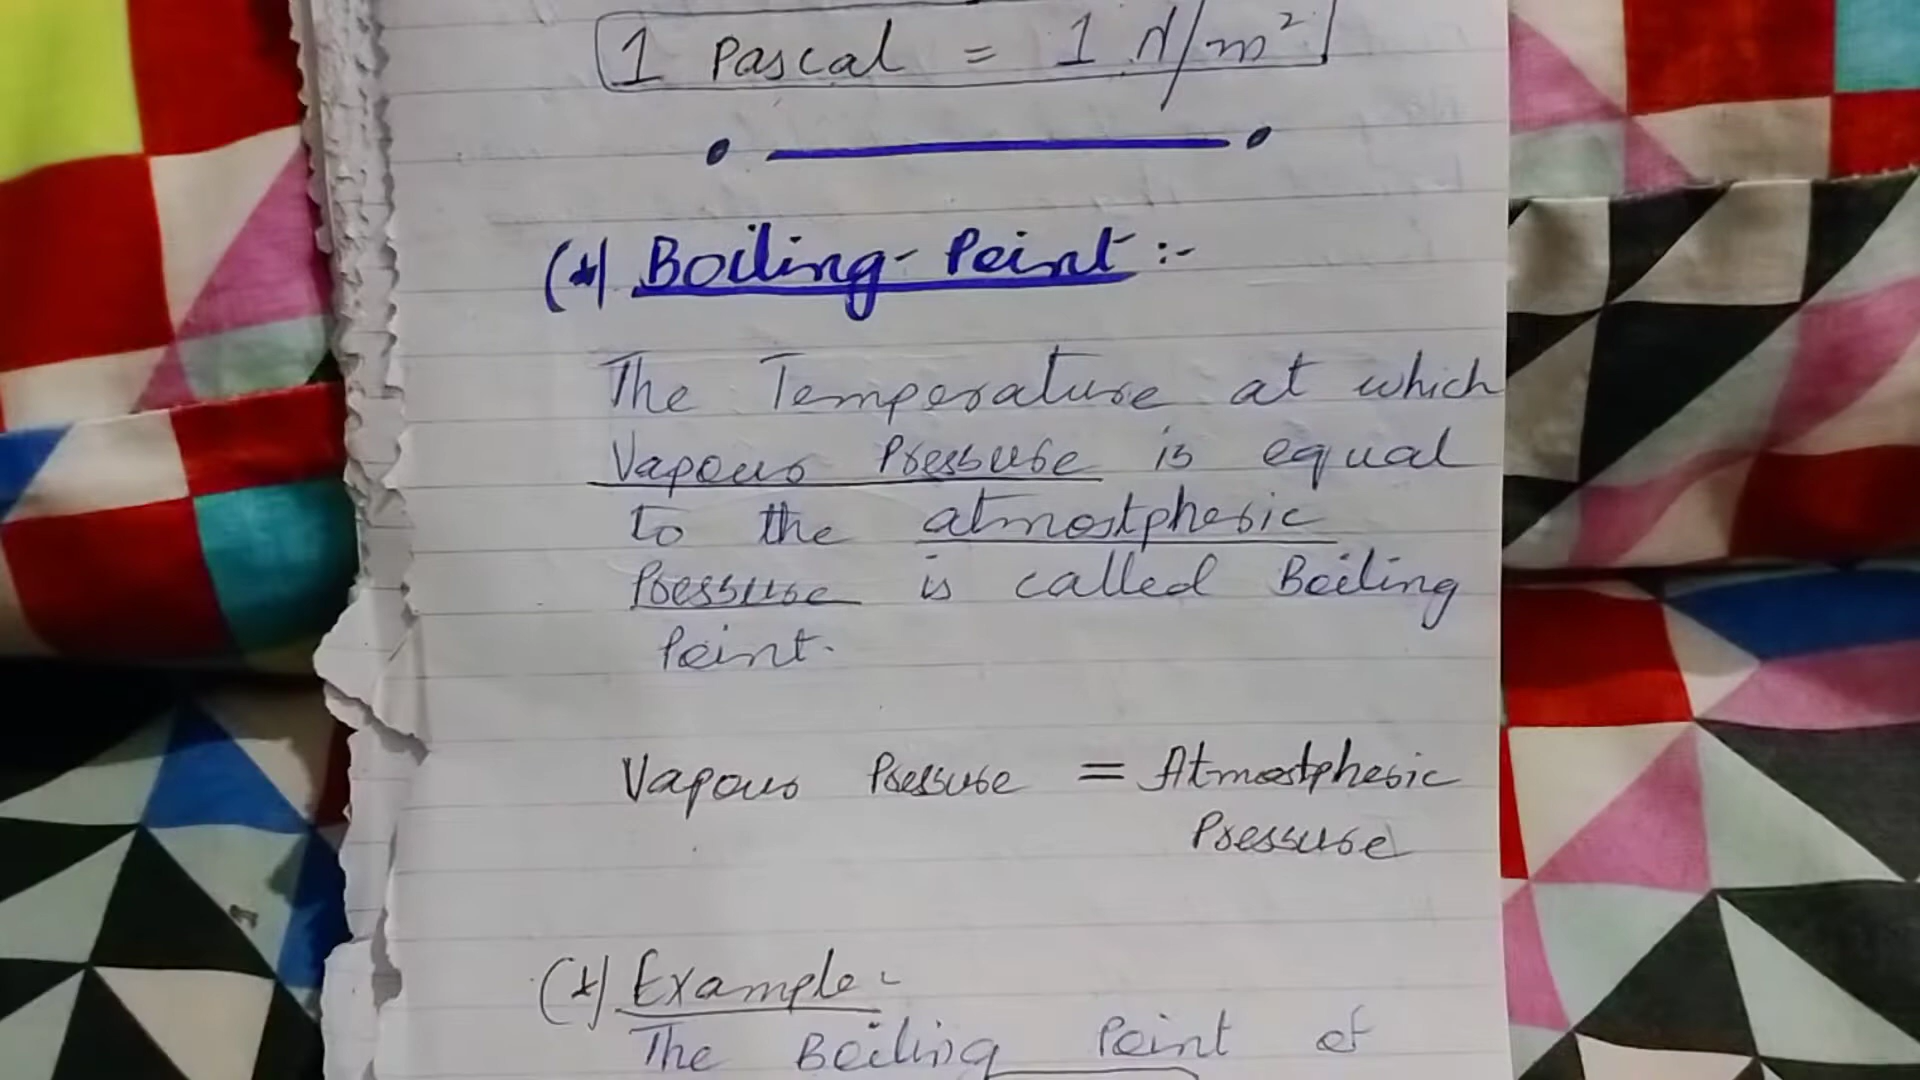 1 Pascal = 1 N/m²
(*) Boiling-Point :-
The Temperature at which
Vapour Pressure is equal
to the atmostpheric
Pressure is called Boiling
Point.
Vapour Pressure = Atmostpheric
Pressure
(*) Example:-
The Boiling Point of